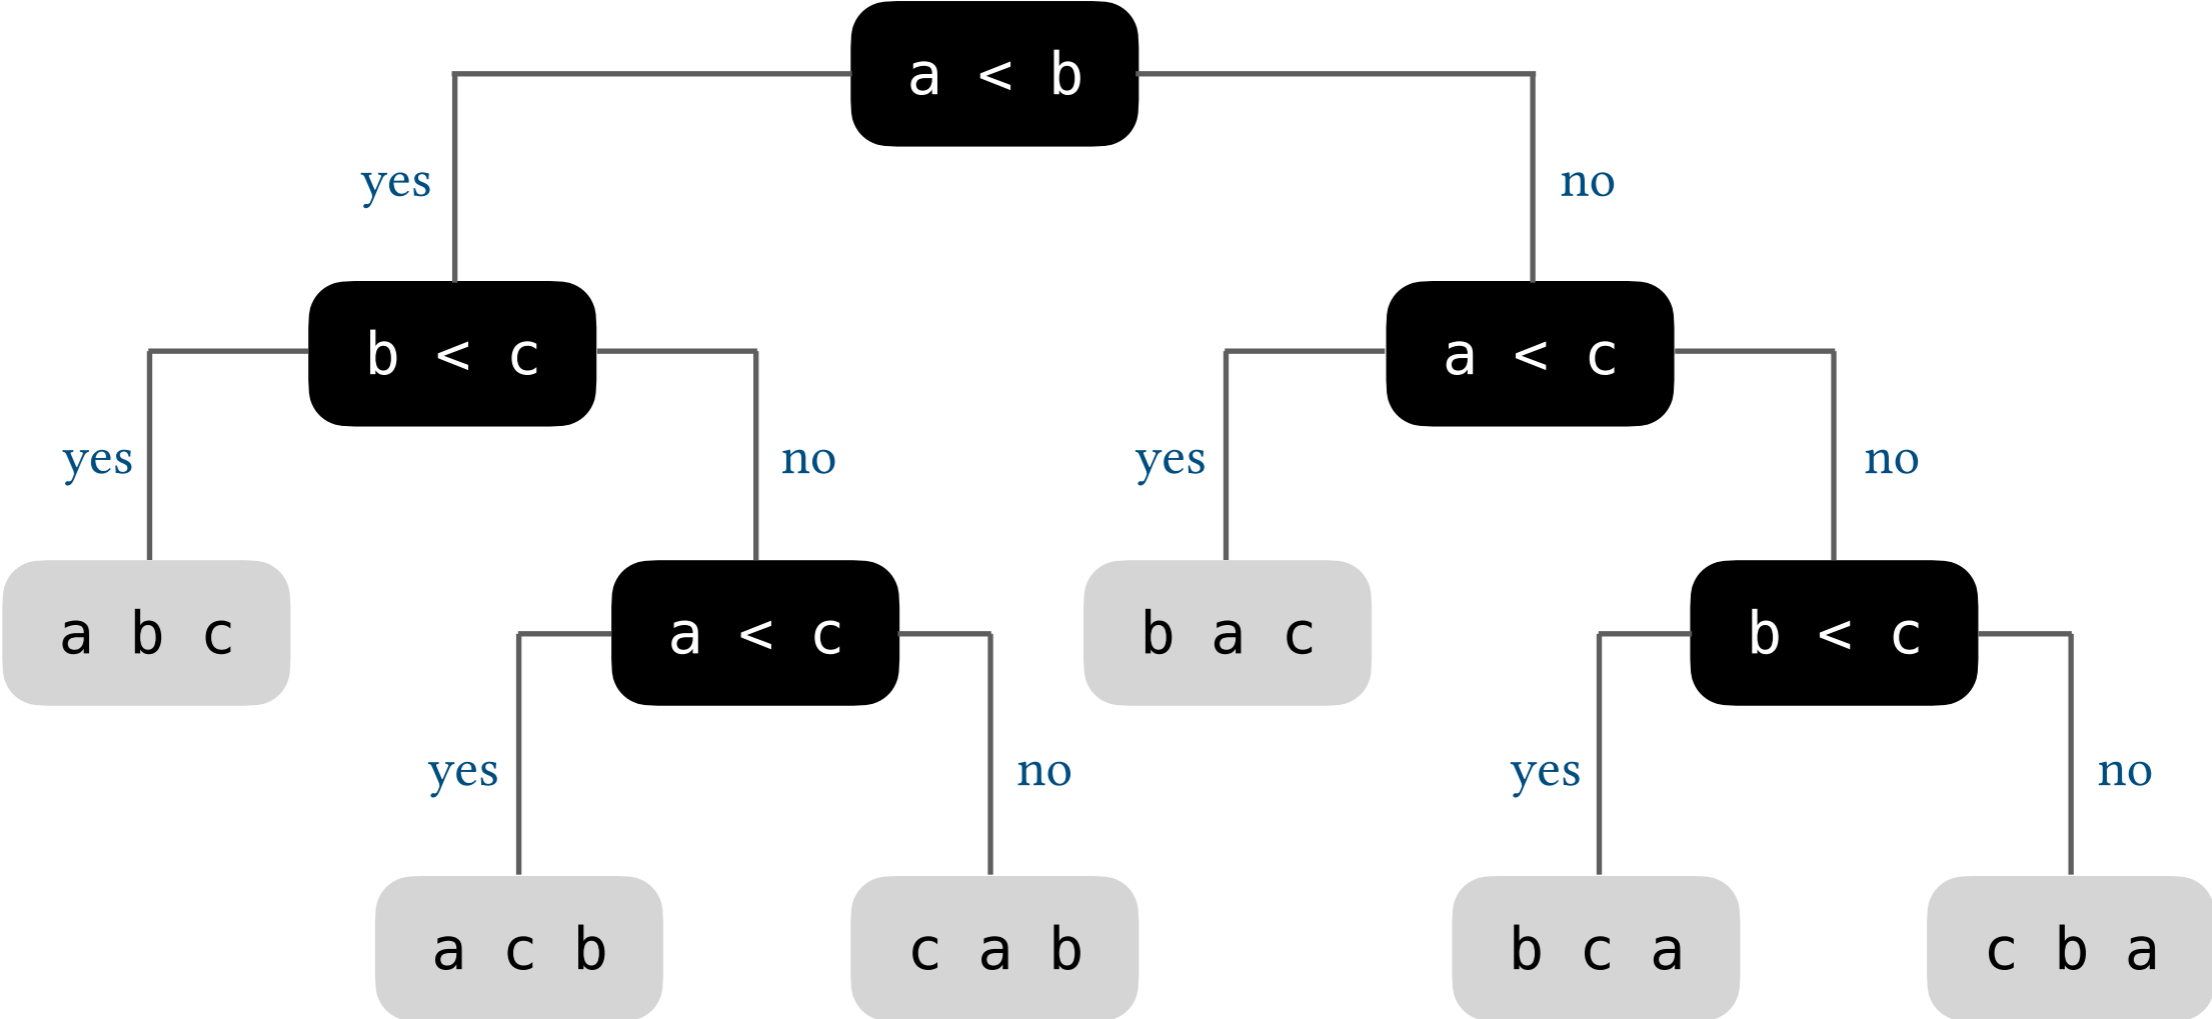 a < b
yes
no
b < c
a < c
yes
no
yes
no
a b c
a < c
b a c
b < c
yes
no
yes
no
a c b
c a b
b c a
c b a